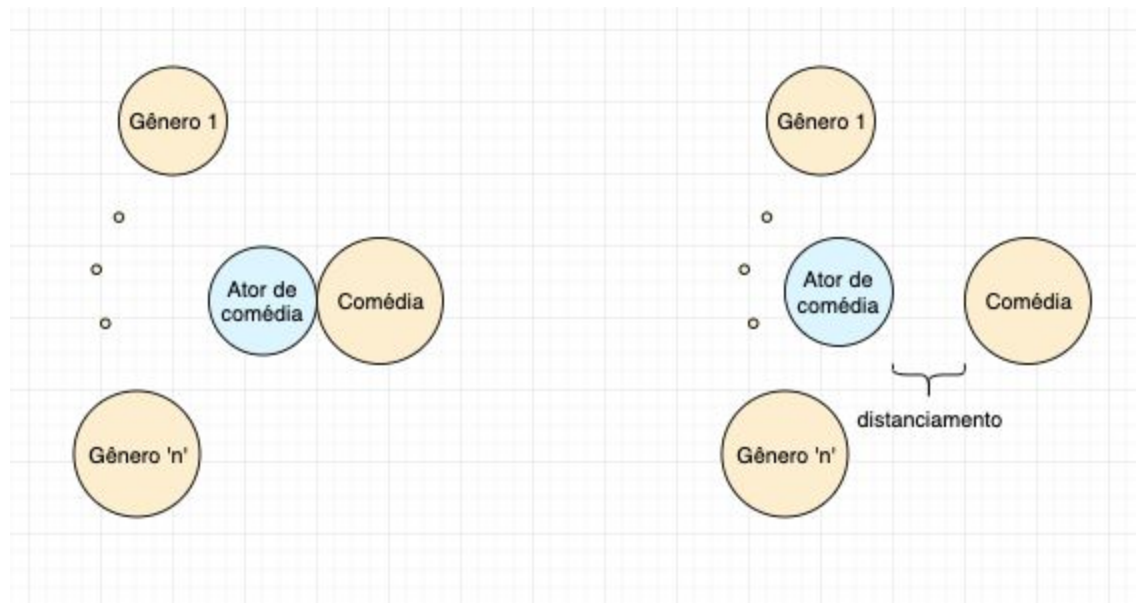 Gênero 1
Ator de
comédia
Comédia
Gênero 'n'
Gênero 1
Ator de
comédia
Comédia
distanciamento
Gênero 'n'